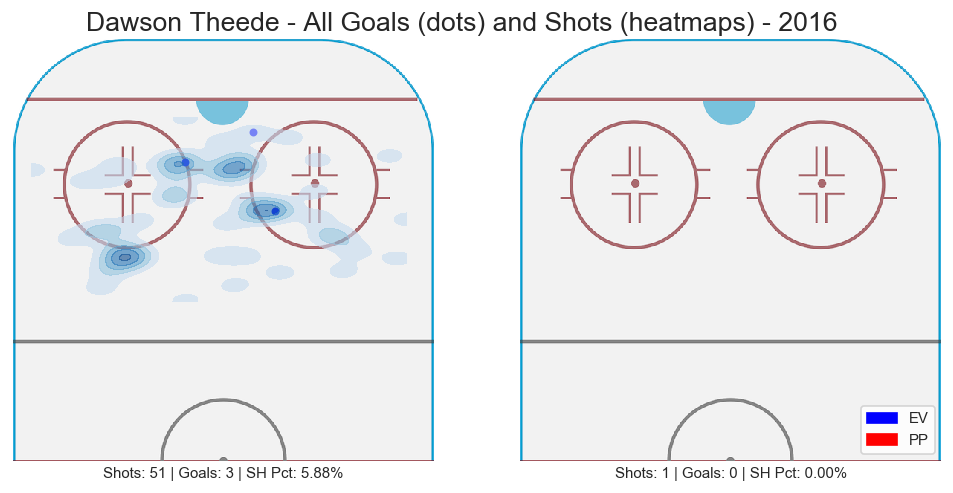 Dawson Theede - All Goals (dots) and Shots (heatmaps) - 2016
EV
PP
Shots: 51 | Goals: 3 | SH Pct: 5.88%
Shots: 1 | Goals: 0 | SH Pct: 0.00%